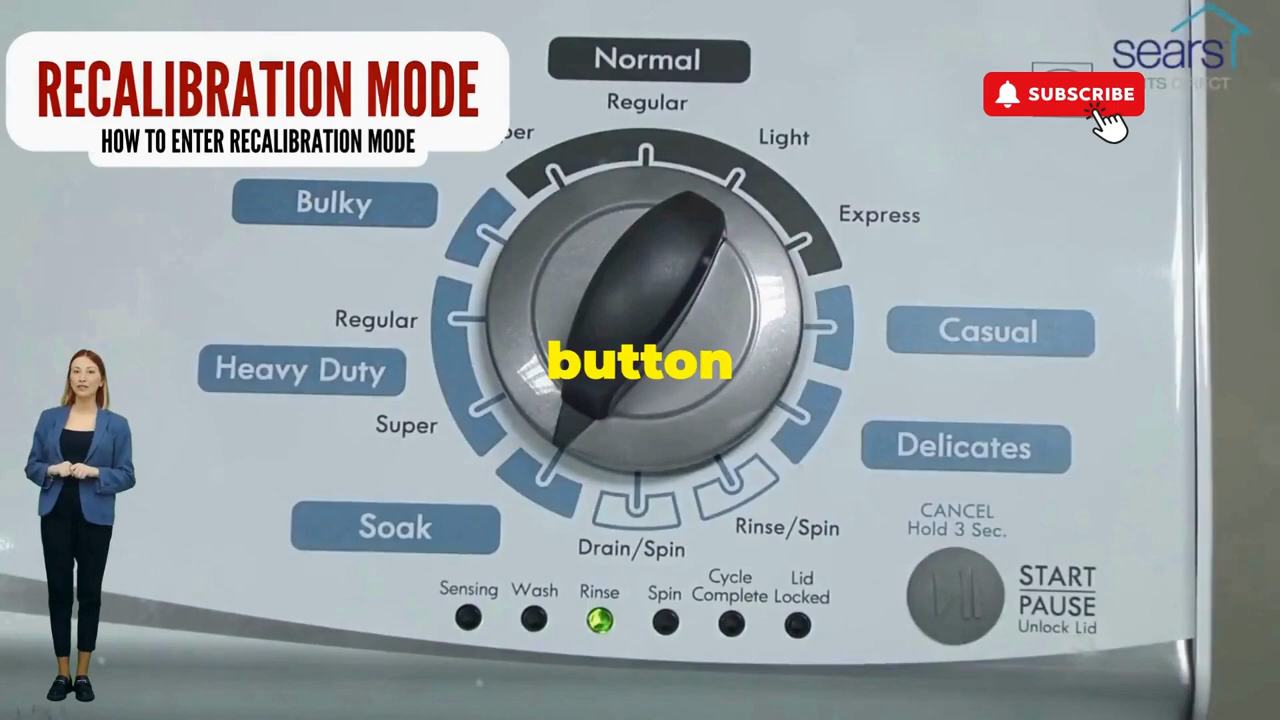 RECALIBRATION MODE
HOW TO ENTER RECALIBRATION MODE
sears
SUBSCRIBE
DIRECT
Normal
Regular
Light
Express
Bulky
Regular
Heavy Duty
Super
button
Casual
Delicates
Soak
Drain/Spin
Rinse/Spin
CANCEL
Hold 3 Sec.
Sensing
Wash
Rinse
Spin
Cycle
Complete
Lid
Locked
START
PAUSE
Unlock Lid